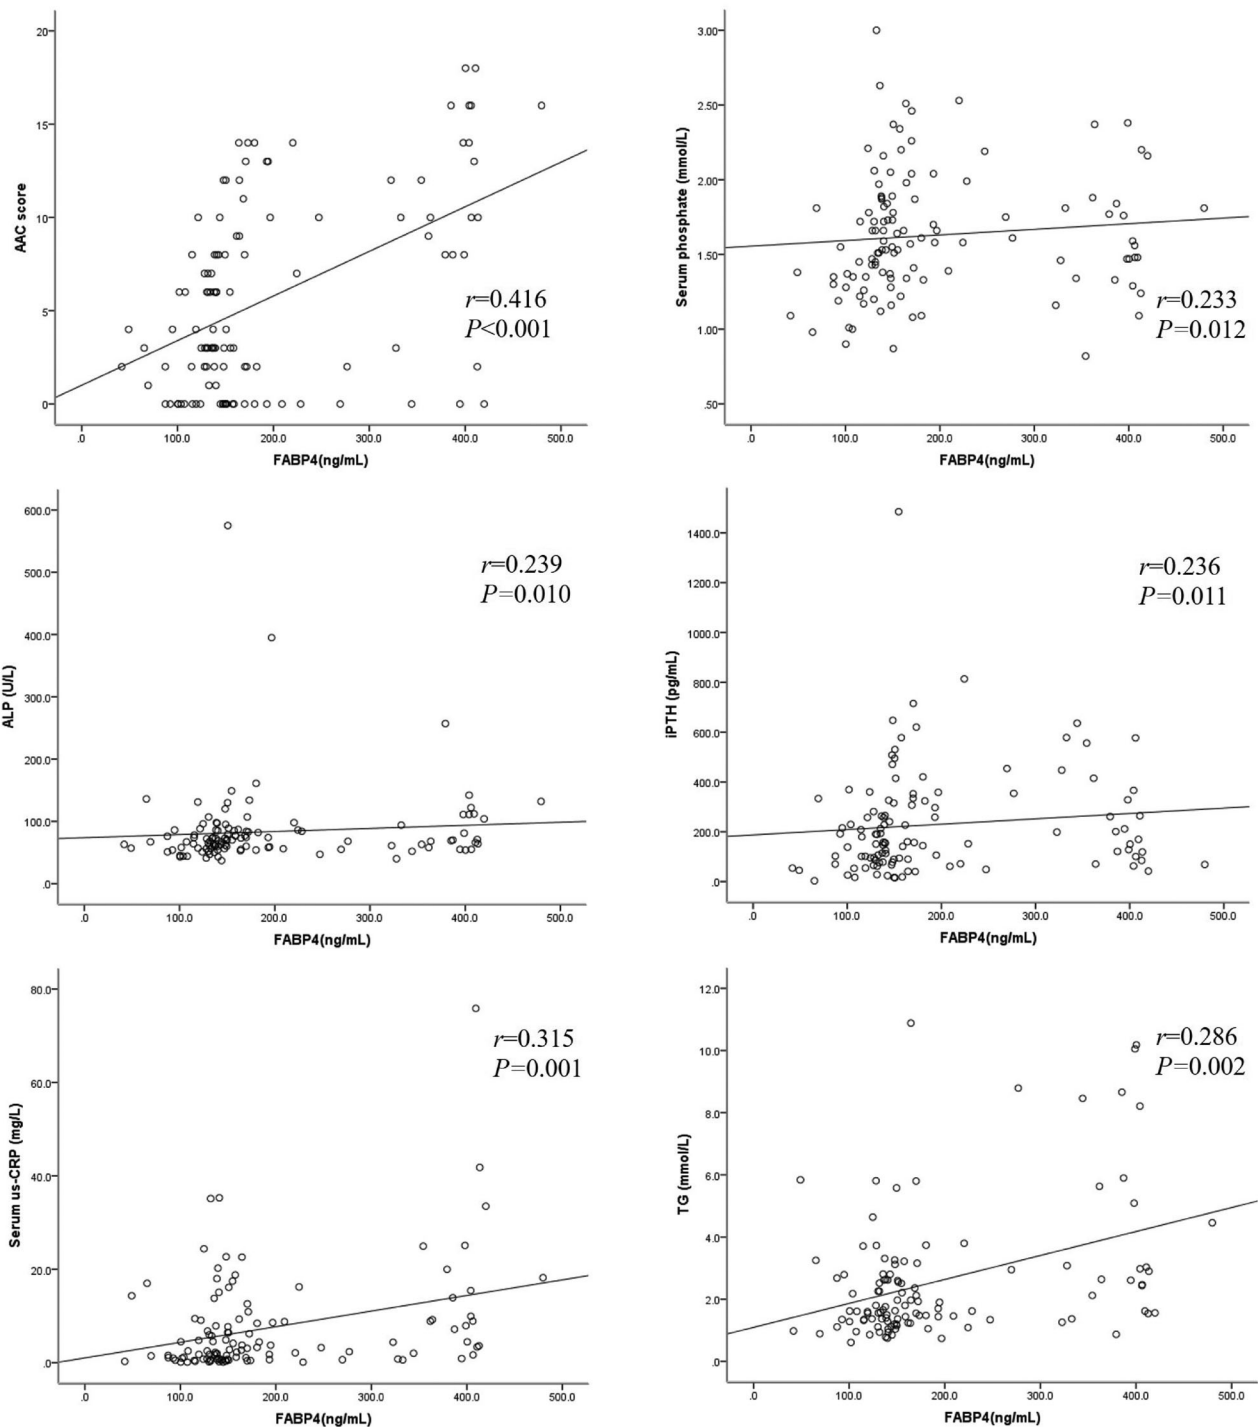 20
15
10
5
0
AAC score
r=0.416
P<0.001
.0 100.0 200.0 300.0 400.0 500.0
FABP4(ng/mL)
3.00
2.50
2.00
1.50
1.00
.50
Serum phosphate (mmol/L)
r=0.233
P=0.012
.0 100.0 200.0 300.0 400.0 500.0
FABP4(ng/mL)
600.0
500.0
400.0
300.0
200.0
100.0
.0
ALP (U/L)
r=0.239
P=0.010
.0 100.0 200.0 300.0 400.0 500.0
FABP4(ng/mL)
1400.0
1200.0
1000.0
800.0
600.0
400.0
200.0
.0
iPTH (pg/mL)
r=0.236
P=0.011
.0 100.0 200.0 300.0 400.0 500.0
FABP4(ng/mL)
80.0
60.0
40.0
20.0
.0
Serum us-CRP (mg/L)
r=0.315
P=0.001
.0 100.0 200.0 300.0 400.0 500.0
FABP4(ng/mL)
12.0
10.0
8.0
6.0
4.0
2.0
.0
TG (mmol/L)
r=0.286
P=0.002
.0 100.0 200.0 300.0 400.0 500.0
FABP4(ng/mL)